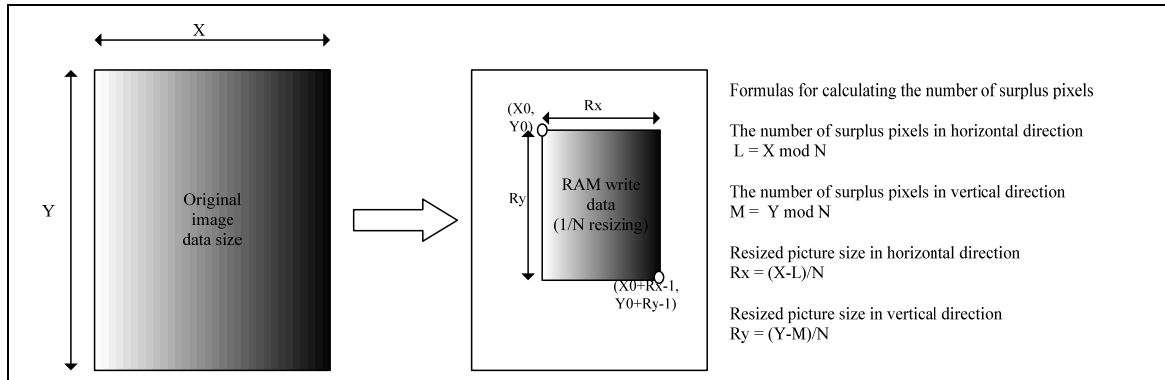 X
Y
Original
image
data size
(X0,
Y0)
Rx
Ry
RAM write
data
(1/N resizing)
(X0+Rx-1,
Y0+Ry-1)
Formulas for calculating the number of surplus pixels
The number of surplus pixels in horizontal direction
L = X mod N
The number of surplus pixels in vertical direction
M = Y mod N
Resized picture size in horizontal direction
Rx = (X-L)/N
Resized picture size in vertical direction
Ry = (Y-M)/N